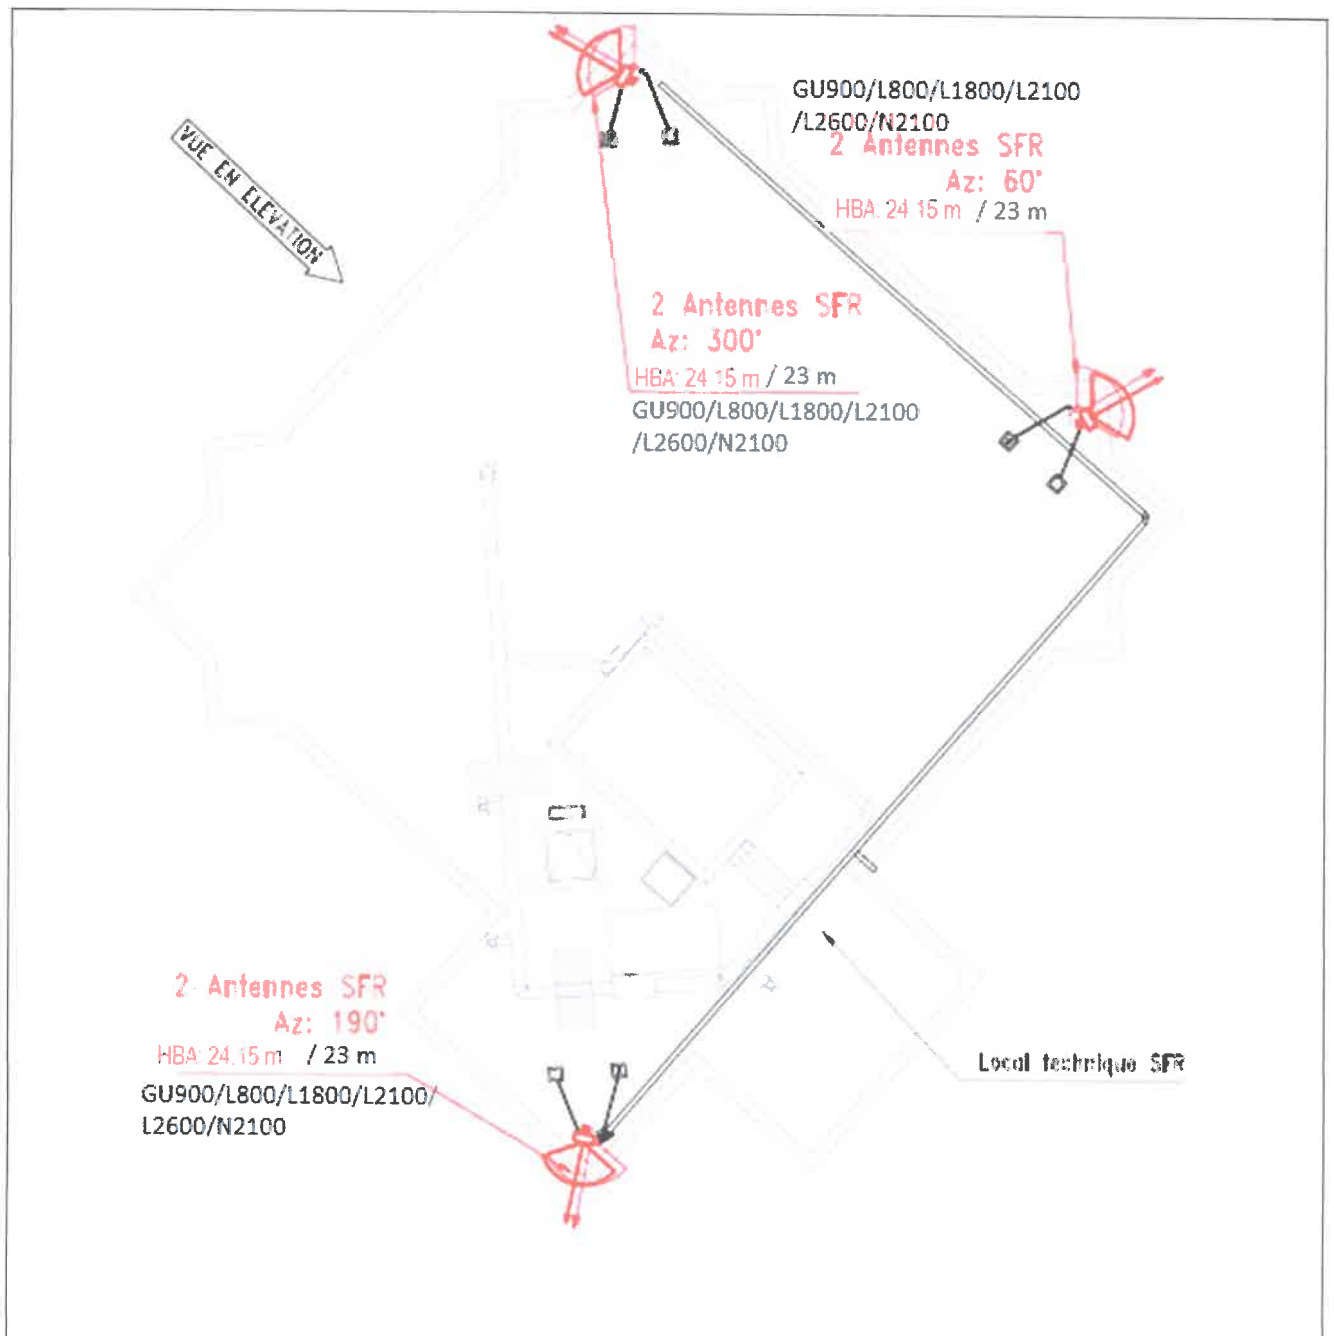 VUE EN ELEVATION
GU900/L800/L1800/L2100
/L2600/N2100
2 Antennes SFR
Az: 60°
HBA: 24.15 m / 23 m
2 Antennes SFR
Az: 300°
HBA: 24.15 m / 23 m
GU900/L800/L1800/L2100
/L2600/N2100
2 Antennes SFR
Az: 190°
HBA: 24.15 m / 23 m
GU900/L800/L1800/L2100/
L2600/N2100
Local technique SFR